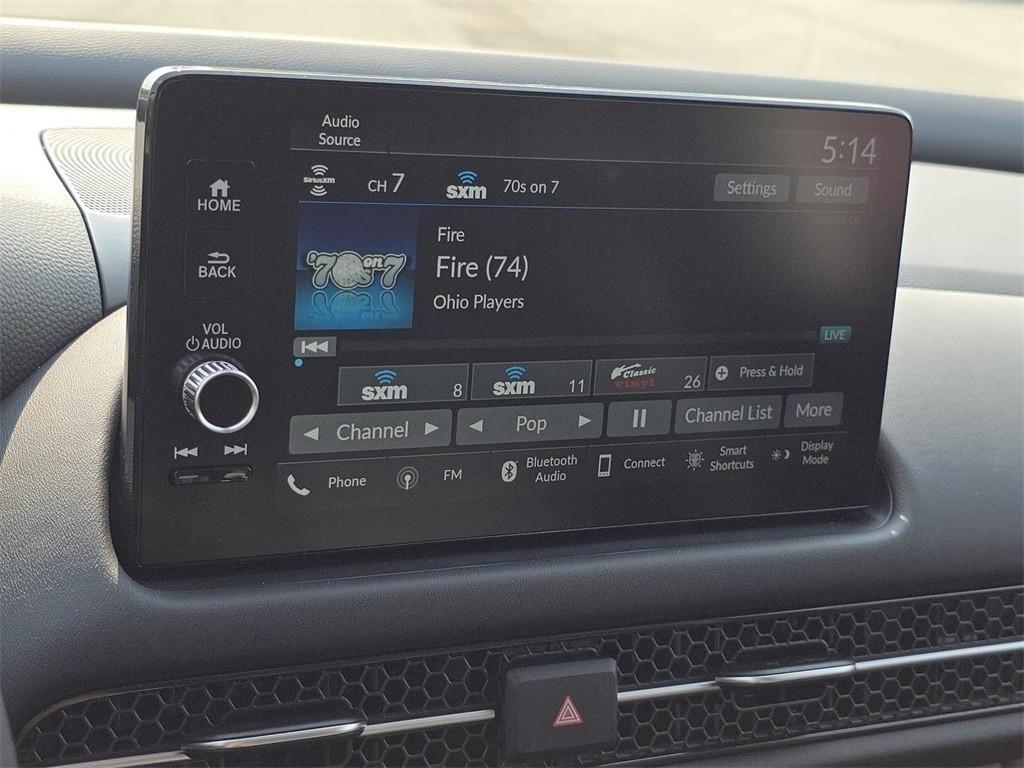 Audio
Source
5:14
HOME
SiriusXM
CH 7
sxm
70s on 7
Settings
Sound
'70s on 7
Fire
Fire (74)
Ohio Players
BACK
VOL
AUDIO
LIVE
sxm 8
sxm 11
Classic
vinyl 26
Press & Hold
Channel
Pop
Channel List
More
Phone
FM
Bluetooth
Audio
Connect
Smart
Shortcuts
Display
Mode